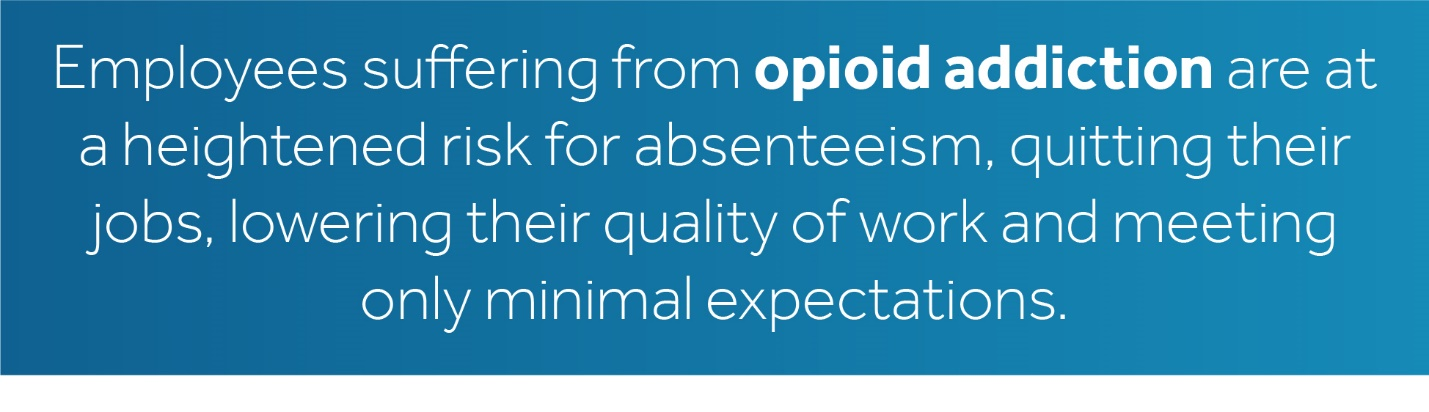 Employees suffering from opioid addiction are at
a heightened risk for absenteeism, quitting their
jobs, lowering their quality of work and meeting
only minimal expectations.